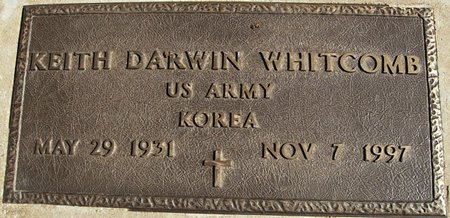 KEITH DARWIN WHITCOMB
US ARMY
KOREA
MAY 29 1931 NOV 7 1997